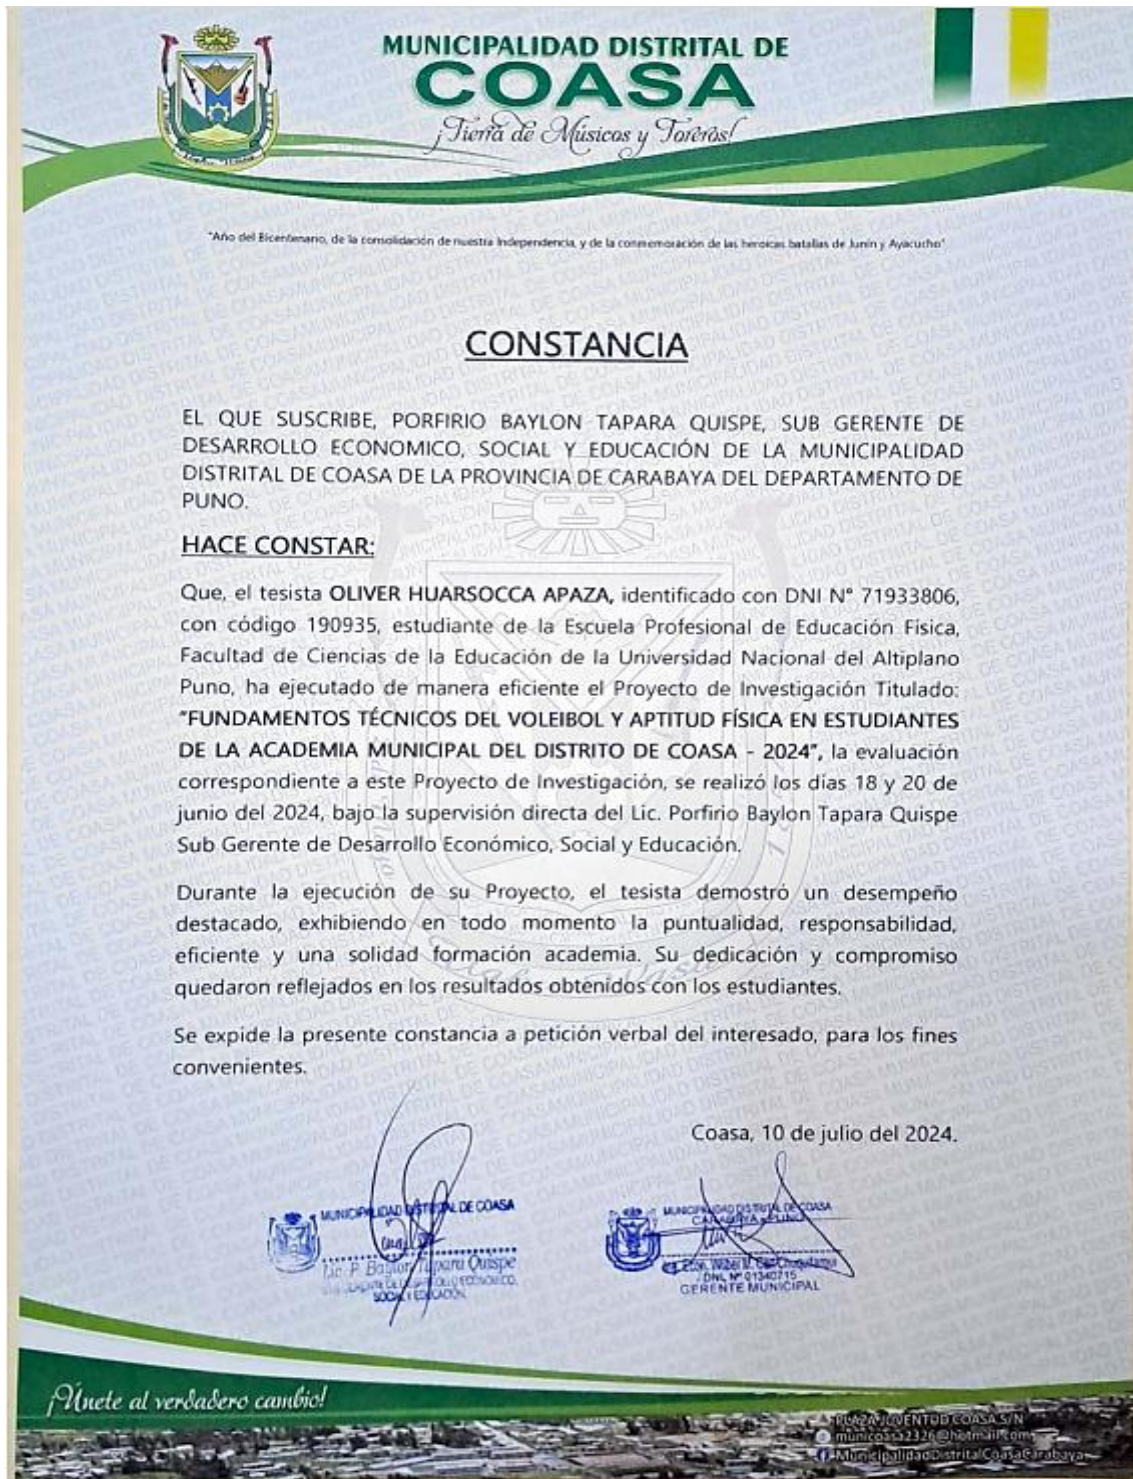 MUNICIPALIDAD DISTRITAL DE
COASA
¡Tierra de Músicos y Toreros!
"Año del Bicentenario, de la consolidación de nuestra Independencia, y de la conmemoración de las heroicas batallas de Junín y Ayacucho"
CONSTANCIA
EL QUE SUSCRIBE, PORFIRIO BAYLON TAPARA QUISPE, SUB GERENTE DE
DESARROLLO ECONOMICO, SOCIAL Y EDUCACIÓN DE LA MUNICIPALIDAD
DISTRITAL DE COASA DE LA PROVINCIA DE CARABAYA DEL DEPARTAMENTO DE
PUNO.
HACE CONSTAR:
Que, el tesista OLIVER HUARSOCCA APAZA, identificado con DNI N° 71933806,
con código 190935, estudiante de la Escuela Profesional de Educación Física,
Facultad de Ciencias de la Educación de la Universidad Nacional del Altiplano
Puno, ha ejecutado de manera eficiente el Proyecto de Investigación Titulado:
"FUNDAMENTOS TÉCNICOS DEL VOLEIBOL Y APTITUD FÍSICA EN ESTUDIANTES
DE LA ACADEMIA MUNICIPAL DEL DISTRITO DE COASA - 2024", la evaluación
correspondiente a este Proyecto de Investigación, se realizó los días 18 y 20 de
junio del 2024, bajo la supervisión directa del Lic. Porfirio Baylon Tapara Quispe
Sub Gerente de Desarrollo Económico, Social y Educación.
Durante la ejecución de su Proyecto, el tesista demostró un desempeño
destacado, exhibiendo en todo momento la puntualidad, responsabilidad,
eficiente y una solidad formación academia. Su dedicación y compromiso
quedaron reflejados en los resultados obtenidos con los estudiantes.
Se expide la presente constancia a petición verbal del interesado, para los fines
convenientes.
Coasa, 10 de julio del 2024.
MUNICIPALIDAD DISTRITAL DE COASA
Lic. P. Baylon Tapara Quispe
SOCIAL Y EDUCACIÓN
MUNICIPALIDAD DISTRITAL DE COASA
CARABAYA - PUNO
DNI. N° 01340715
GERENTE MUNICIPAL
¡Únete al verdadero cambio!
PLAZA JUVENTUD COASA S/N
municoasa2326@hotmail.com
MunicipalidadDistritalCoasaCarabaya